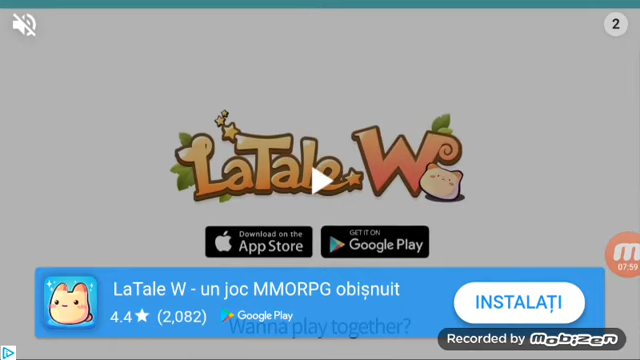 2
LaTale W
Download on the
App Store
GET IT ON
Google Play
07:59
LaTale W - un joc MMORPG obișnuit
4.4★ (2,082) Google Play
INSTALAȚI
Wanna play together?
Recorded by mobizen